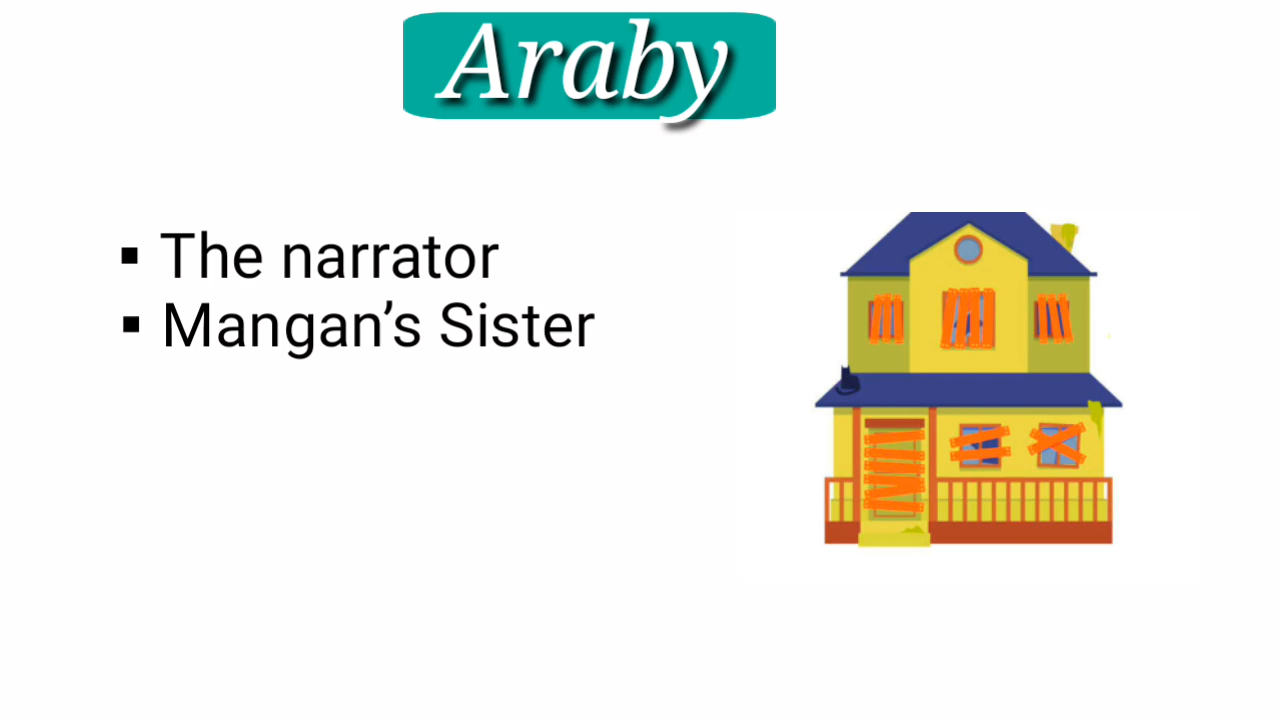 Araby
▪ The narrator
▪ Mangan’s Sister